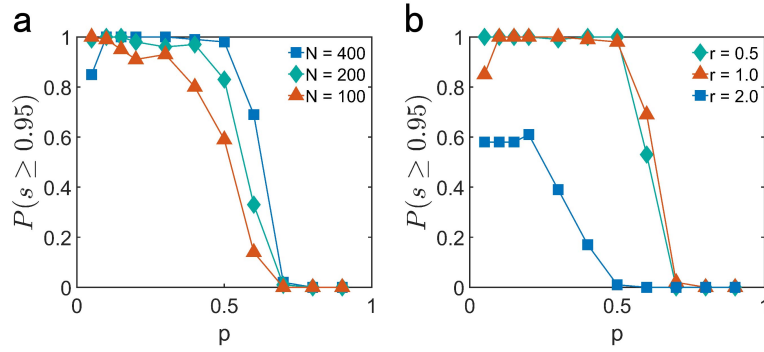 a
1
0.8
0.6
0.4
0.2
0
P(s ≥ 0.95)
N = 400
N = 200
N = 100
0
0.5
1
p
b
1
0.8
0.6
0.4
0.2
0
P(s ≥ 0.95)
r = 0.5
r = 1.0
r = 2.0
0
0.5
1
p